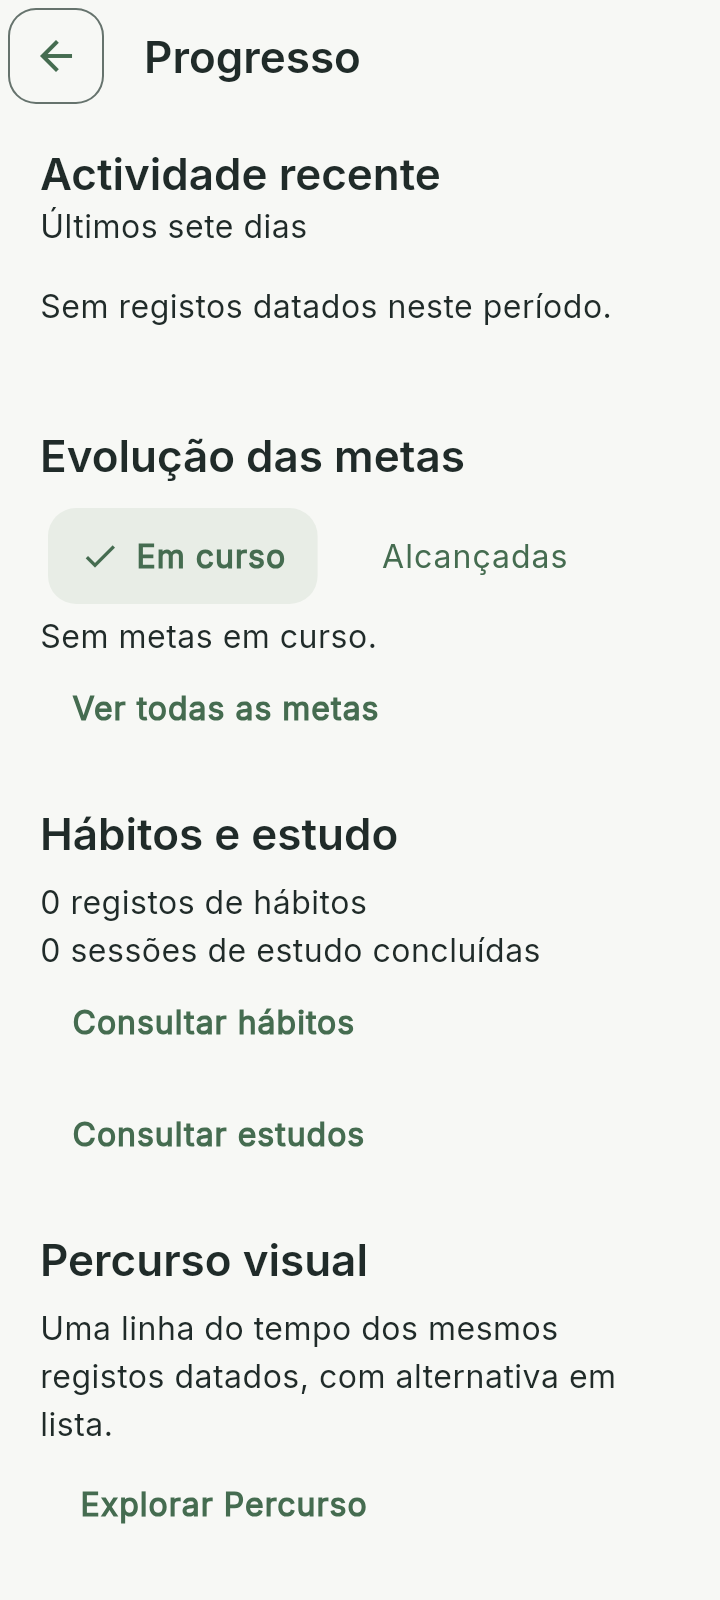 Progresso
Actividade recente
Últimos sete dias
Sem registos datados neste período.
Evolução das metas
Em curso
Alcançadas
Sem metas em curso.
Ver todas as metas
Hábitos e estudo
0 registos de hábitos
0 sessões de estudo concluídas
Consultar hábitos
Consultar estudos
Percurso visual
Uma linha do tempo dos mesmos
registos datados, com alternativa em
lista.
Explorar Percurso